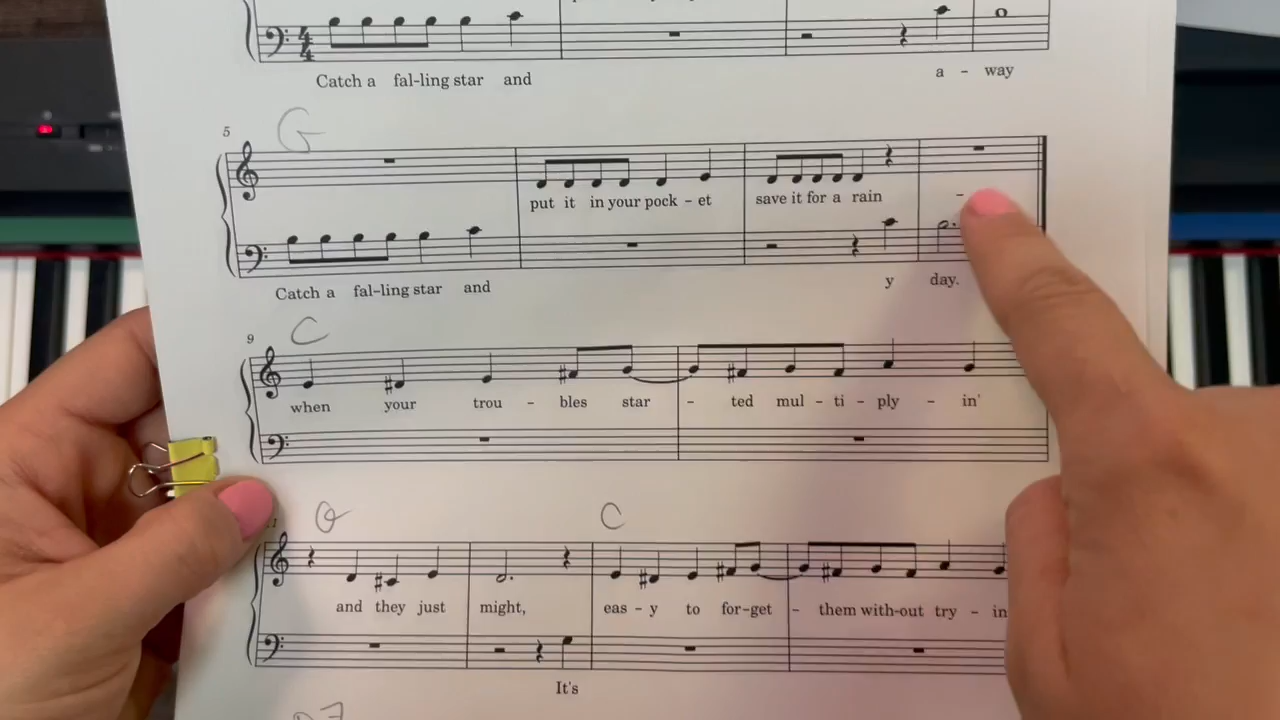 4
4
Catch a fal-ling star and a - way
5 G
put it in your pock - et save it for a rain -
Catch a fal-ling star and y day.
9 C
when your trou - bles star - ted mul - ti - ply - in'
G C
and they just might, eas - y to for-get - them with-out try - in
It's